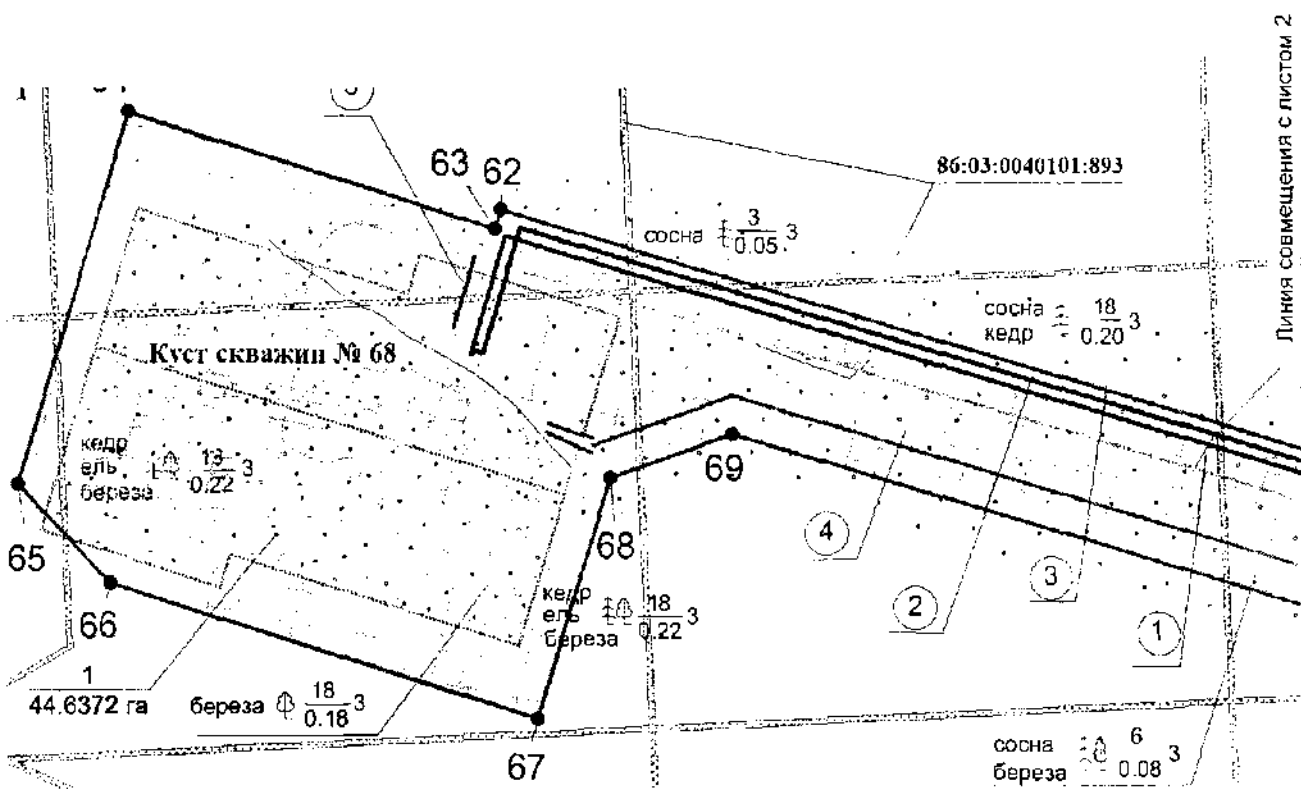 Линия совмещения с листом 2
63
62
86:03:0040101:893
сосна 3 3
0.05
сосна 18 3
кедр 0.20
Куст скважин № 68
кедр
ель 18 3
береза 0.22
69
65
68
4
66
3
2
кедр
ель 18 3
береза 0.22
1
1
44.6372 га
береза 18 3
0.18
67
сосна 6 3
береза 0.08